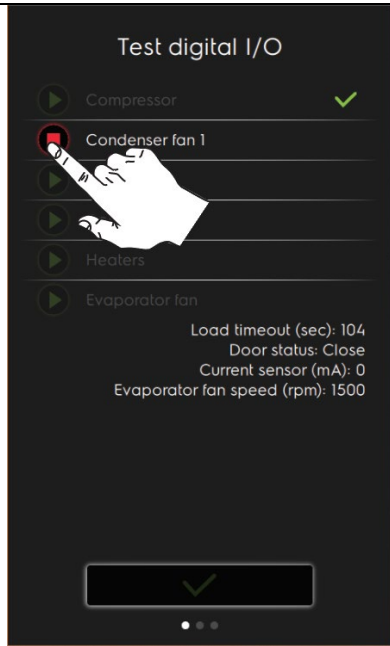 Test digital I/O
Compressor
Condenser fan 1
Heaters
Evaporator fan
Load timeout (sec): 104
Door status: Close
Current sensor (mA): 0
Evaporator fan speed (rpm): 1500